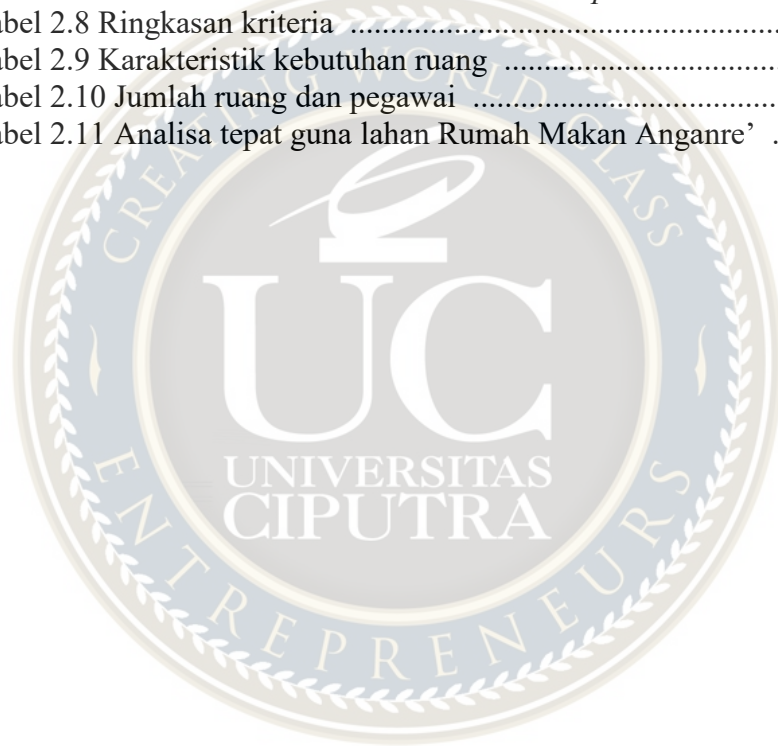 abel 2.8 Ringkasan kriteria ......................................................
abel 2.9 Karakteristik kebutuhan ruang ...................................
abel 2.10 Jumlah ruang dan pegawai .......................................
abel 2.11 Analisa tepat guna lahan Rumah Makan Anganre’ .
CREATING WORLD CLASS
UC
UNIVERSITAS
CIPUTRA
ENTREPRENEURS